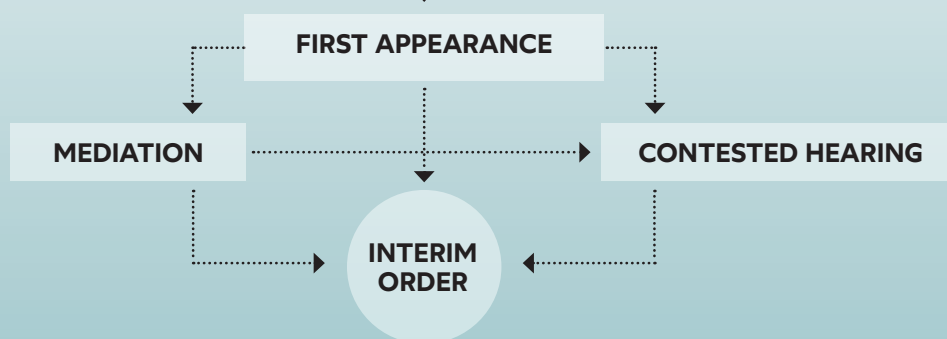 FIRST APPEARANCE
MEDIATION
CONTESTED HEARING
INTERIM
ORDER